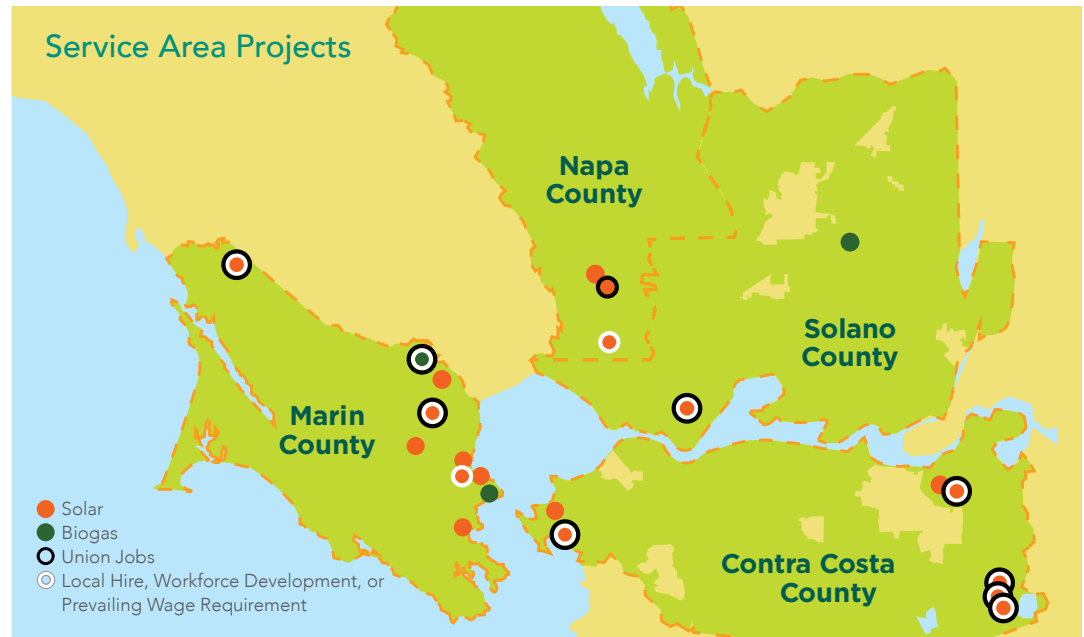 Service Area Projects
Napa
County
Solano
County
Marin
County
Contra Costa
County
Solar
Biogas
Union Jobs
Local Hire, Workforce Development, or
Prevailing Wage Requirement